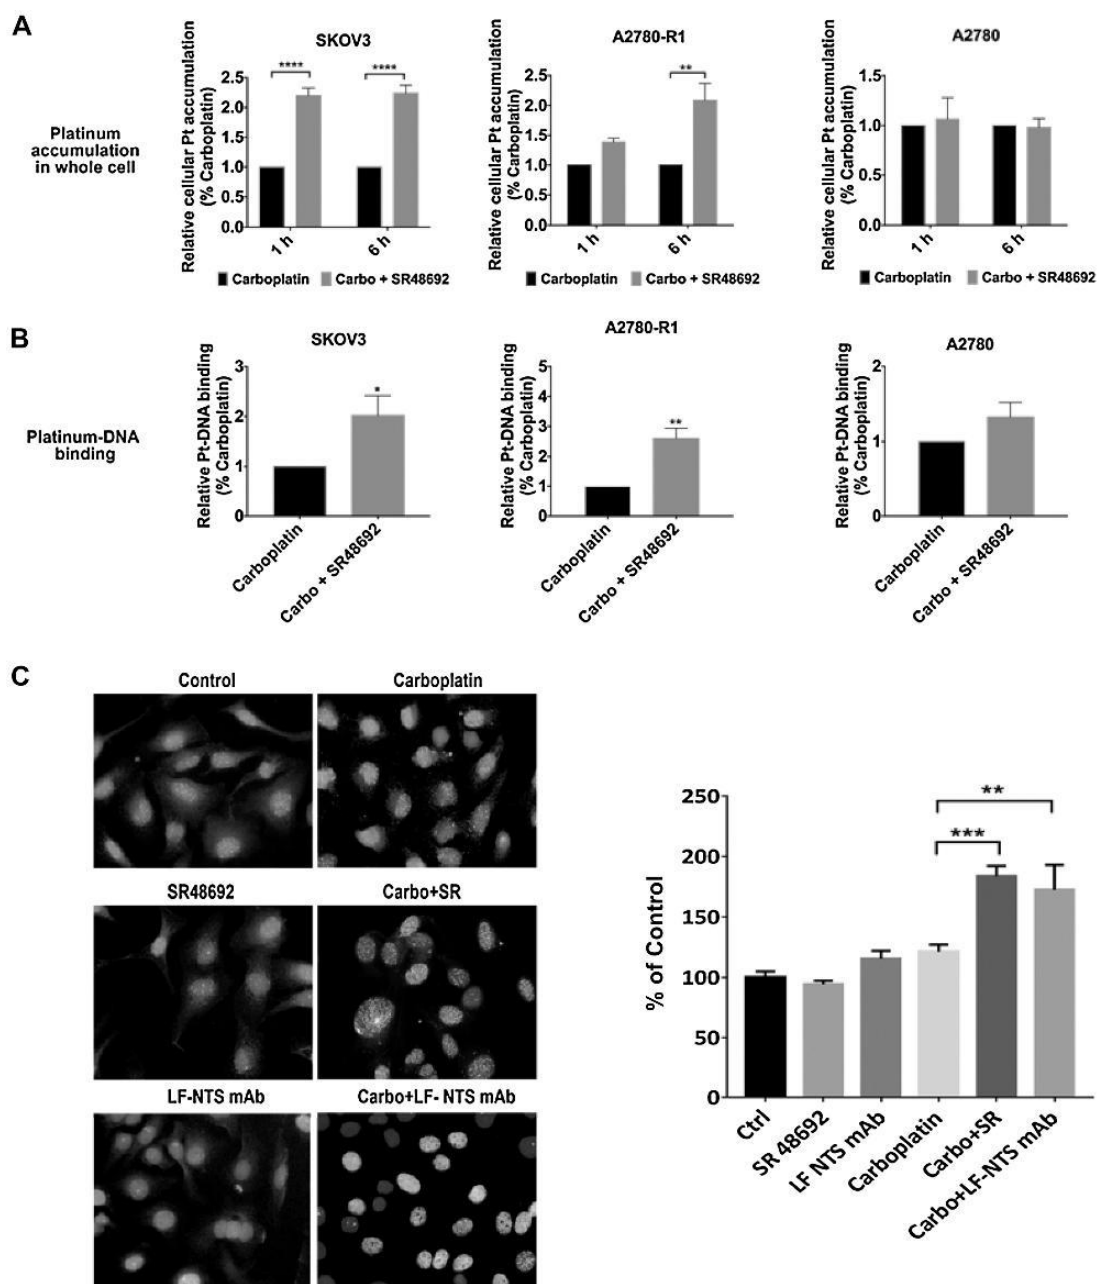 A
SKOV3
A2780-R1
A2780
Platinum
accumulation
in whole cell
Relative cellular Pt accumulation
(% Carboplatin)
2.5
2.0
1.5
1.0
0.5
0.0
****
****
1 h
6 h
Carboplatin
Carbo + SR48692
Relative cellular Pt accumulation
(% Carboplatin)
2.5
2.0
1.5
1.0
0.5
0.0
**
1 h
6 h
Carboplatin
Carbo + SR48692
Relative cellular Pt accumulation
(% Carboplatin)
1.5
1.0
0.5
0.0
1 h
6 h
Carboplatin
Carbo + SR48692
B
SKOV3
A2780-R1
A2780
Platinum-DNA
binding
Relative Pt-DNA binding
(% Carboplatin)
3
2
1
0
*
Carboplatin
Carbo + SR48692
Relative Pt-DNA binding
(% Carboplatin)
5
4
3
2
1
0
**
Carboplatin
Carbo + SR48692
Relative Pt-DNA binding
(% Carboplatin)
2
1
0
Carboplatin
Carbo + SR48692
C
Control
Carboplatin
SR48692
Carbo+SR
LF-NTS mAb
Carbo+LF- NTS mAb
% of Control
250
200
150
100
50
0
**
***
Ctrl
SR 48692
LF NTS mAb
Carboplatin
Carbo+SR
Carbo+LF-NTS mAb